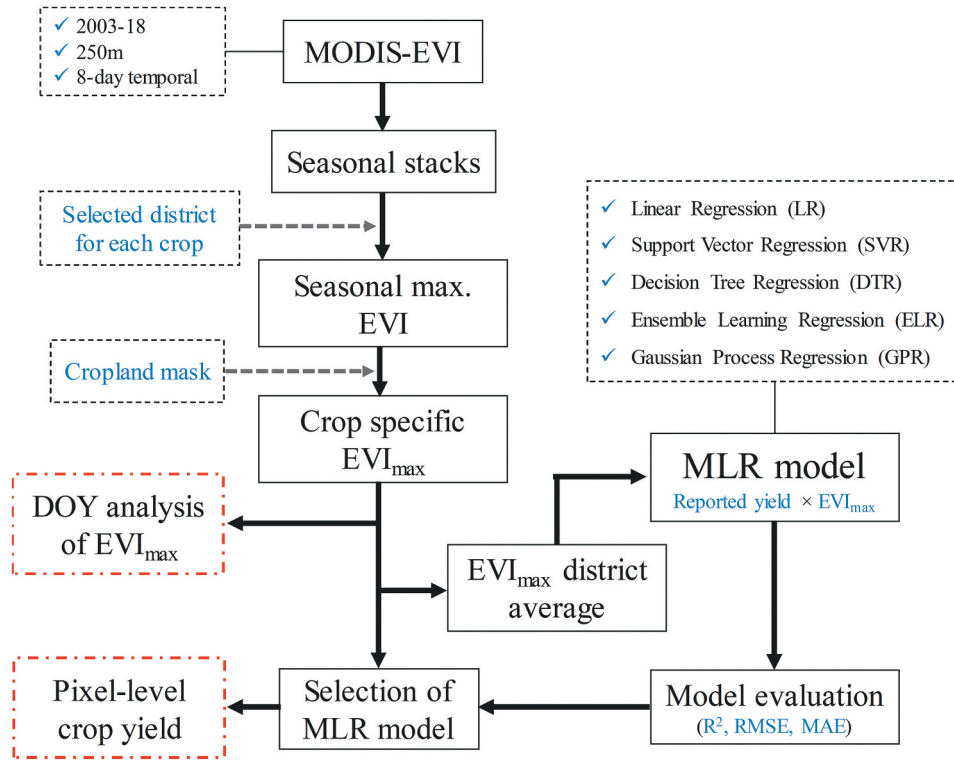 ✓ 2003-18
✓ 250m
✓ 8-day temporal
MODIS-EVI
Seasonal stacks
Selected district
for each crop
Seasonal max.
EVI
Cropland mask
Crop specific
EVImax
DOY analysis
of EVImax
✓ Linear Regression (LR)
✓ Support Vector Regression (SVR)
✓ Decision Tree Regression (DTR)
✓ Ensemble Learning Regression (ELR)
✓ Gaussian Process Regression (GPR)
MLR model
Reported yield × EVImax
EVImax district
average
Pixel-level
crop yield
Selection of
MLR model
Model evaluation
(R², RMSE, MAE)